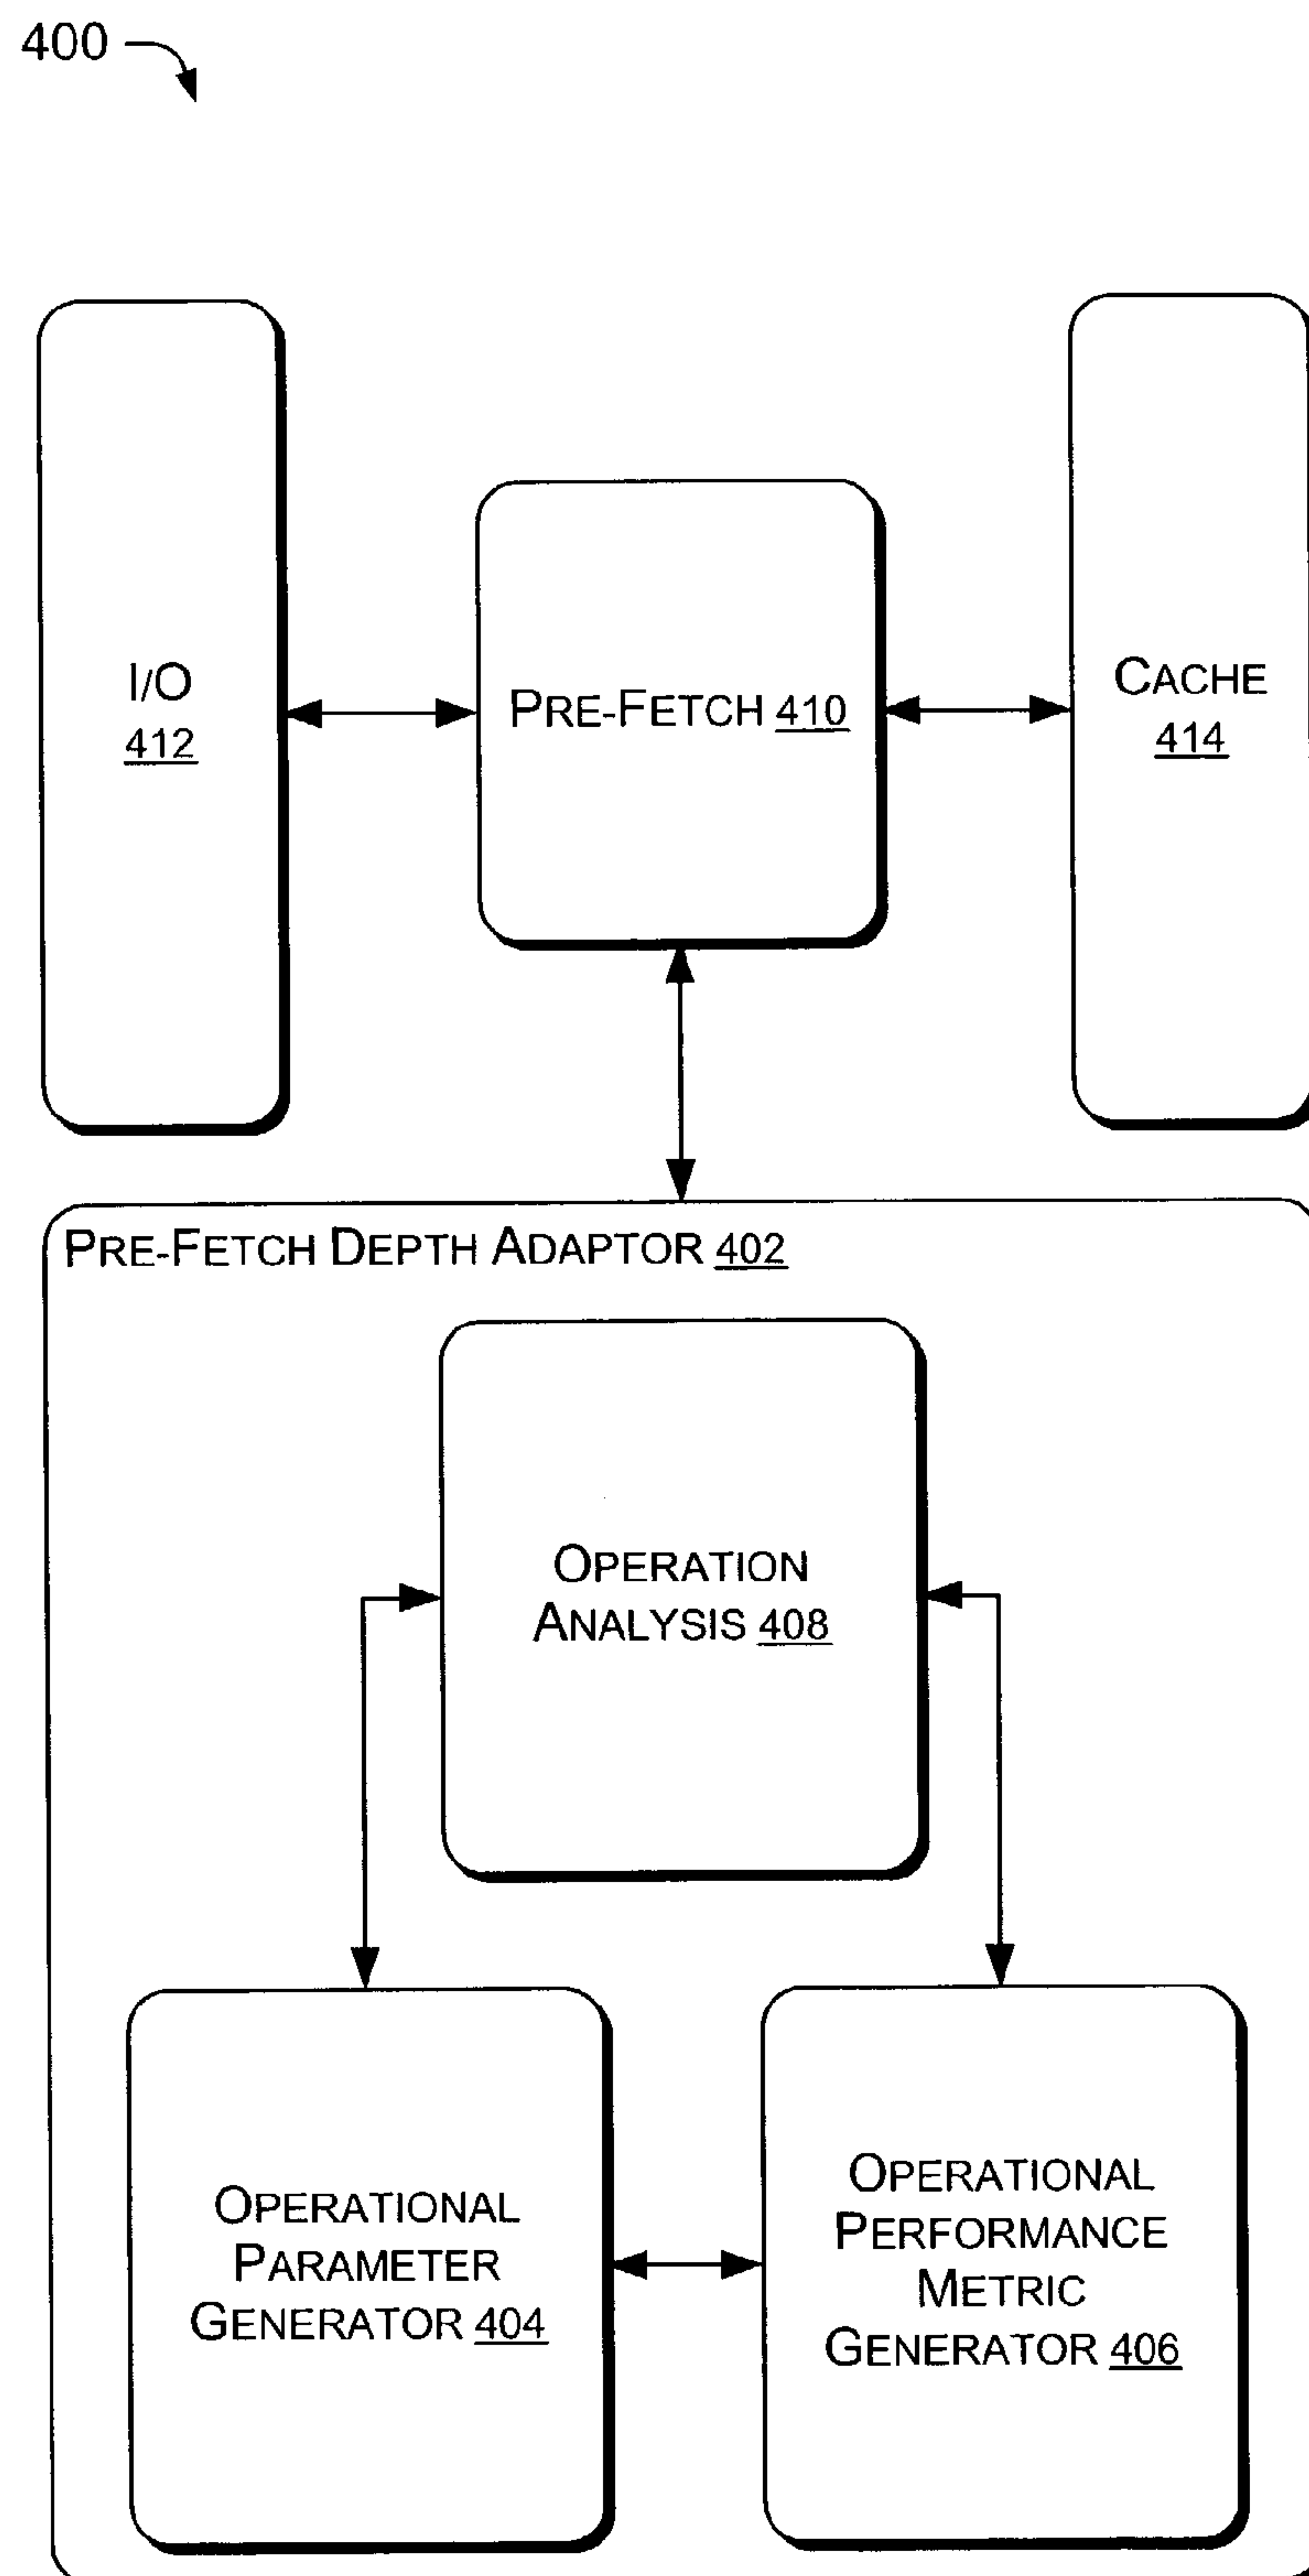 400
I/O
412
PRE-FETCH 410
CACHE
414
PRE-FETCH DEPTH ADAPTOR 402
OPERATION
ANALYSIS 408
OPERATIONAL
PARAMETER
GENERATOR 404
OPERATIONAL
PERFORMANCE
METRIC
GENERATOR 406